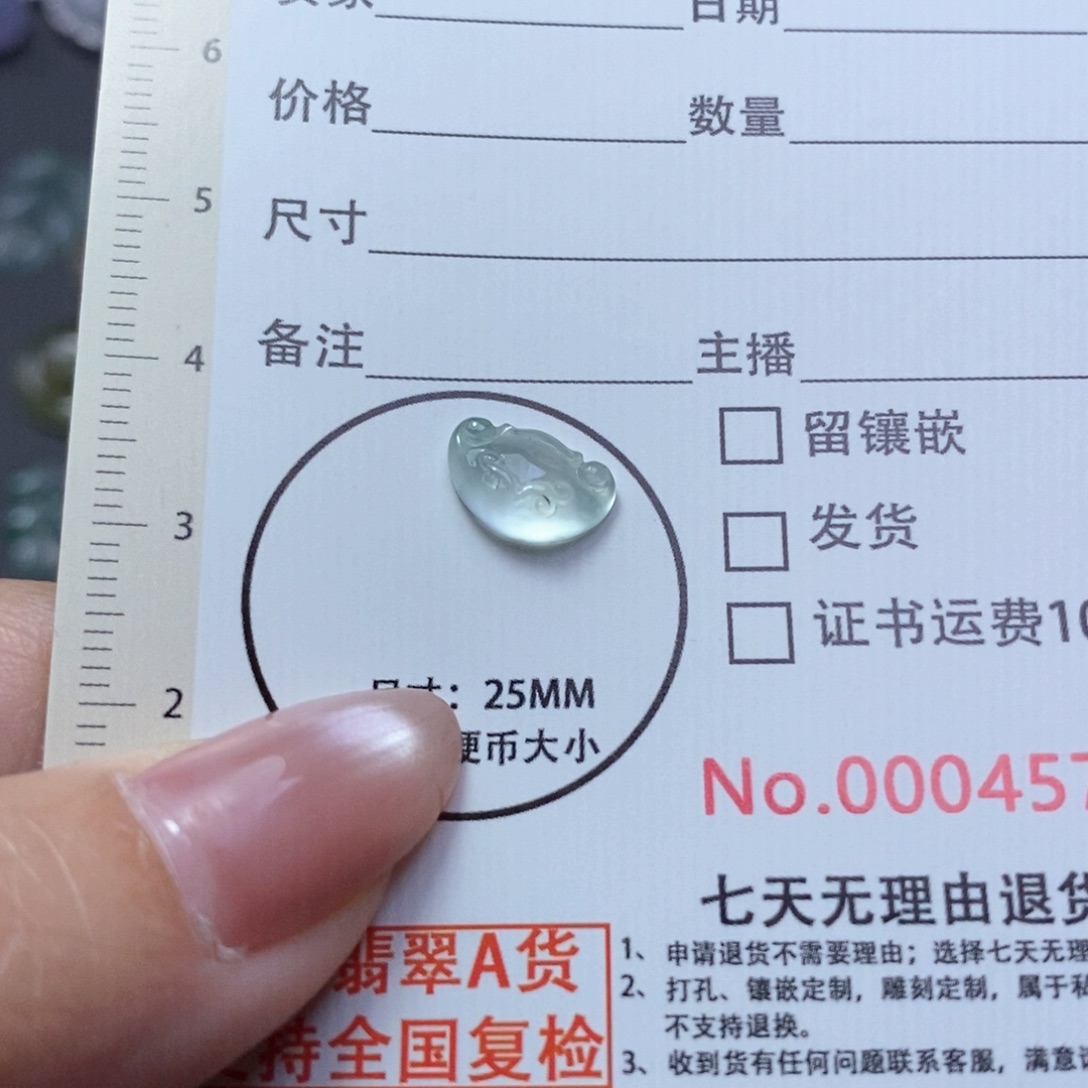 日期
6
价格 数量
5
尺寸
备注 主播
4
留镶嵌
3
发货
证书运费10
2
尺寸：25MM
硬币大小
No.000457
七天无理由退货
翡翠A货
持全国复检
1、申请退货不需要理由；选择七天无理
2、打孔、镶嵌定制，雕刻定制，属于私
不支持退换。
3、收到货有任何问题联系客服，满意